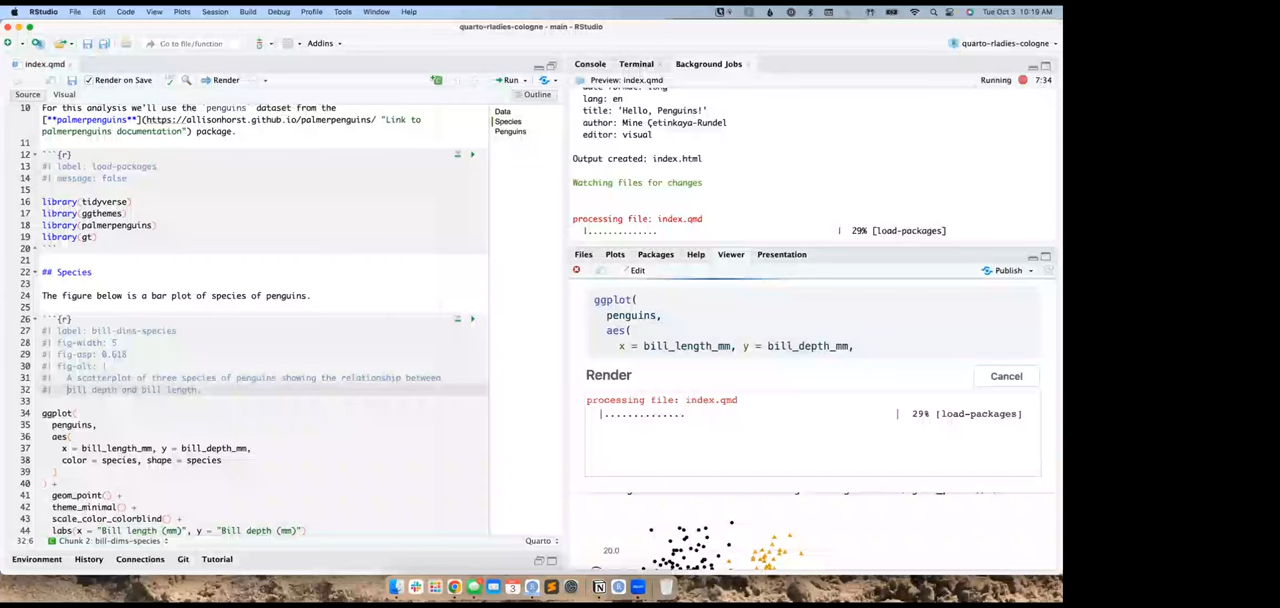 RStudio File Edit Code View Plots Session Build Debug Profile Tools Window Help Tue Oct 3 10:19 AM
quarto-rladies-cologne - main - RStudio
Go to file/function Addins quarto-rladies-cologne
index.qmd
Render on Save Render Run
Source Visual Outline
10 For this analysis we'll use the `penguins` dataset from the
[**palmerpenguins**](https://allisonhorst.github.io/palmerpenguins/ "Link to
palmerpenguins documentation") package.
11
12 ```{r}
13 #| label: load-packages
14 #| message: false
15
16 library(tidyverse)
17 library(ggthemes)
18 library(palmerpenguins)
19 library(gt)
20 ```
21
22 ## Species
23
24 The figure below is a bar plot of species of penguins.
25
26 ```{r}
27 #| label: bill-dims-species
28 #| fig-width: 5
29 #| fig-asp: 0.618
30 #| fig-alt: |
31 #| A scatterplot of three species of penguins showing the relationship between
32 #| bill depth and bill length.
33
34 ggplot(
35 penguins,
36 aes(
37 x = bill_length_mm, y = bill_depth_mm,
38 color = species, shape = species
39 )
40 ) +
41 geom_point() +
42 theme_minimal() +
43 scale_color_colorblind() +
44 labs(x = "Bill length (mm)", y = "Bill depth (mm)")
32:6 Chunk 2: bill-dims-species Quarto
Environment History Connections Git Tutorial
Data
Species
Penguins
Console Terminal Background Jobs
Preview: index.qmd Running 7:34
date-format: long
lang: en
title: 'Hello, Penguins!'
author: Mine Çetinkaya-Rundel
editor: visual
Output created: index.html
Watching files for changes
processing file: index.qmd
|.............. | 29% [load-packages]
Files Plots Packages Help Viewer Presentation
Edit Publish
ggplot(
penguins,
aes(
x = bill_length_mm, y = bill_depth_mm,
Render Cancel
processing file: index.qmd
|.............. | 29% [load-packages]
20.0
3